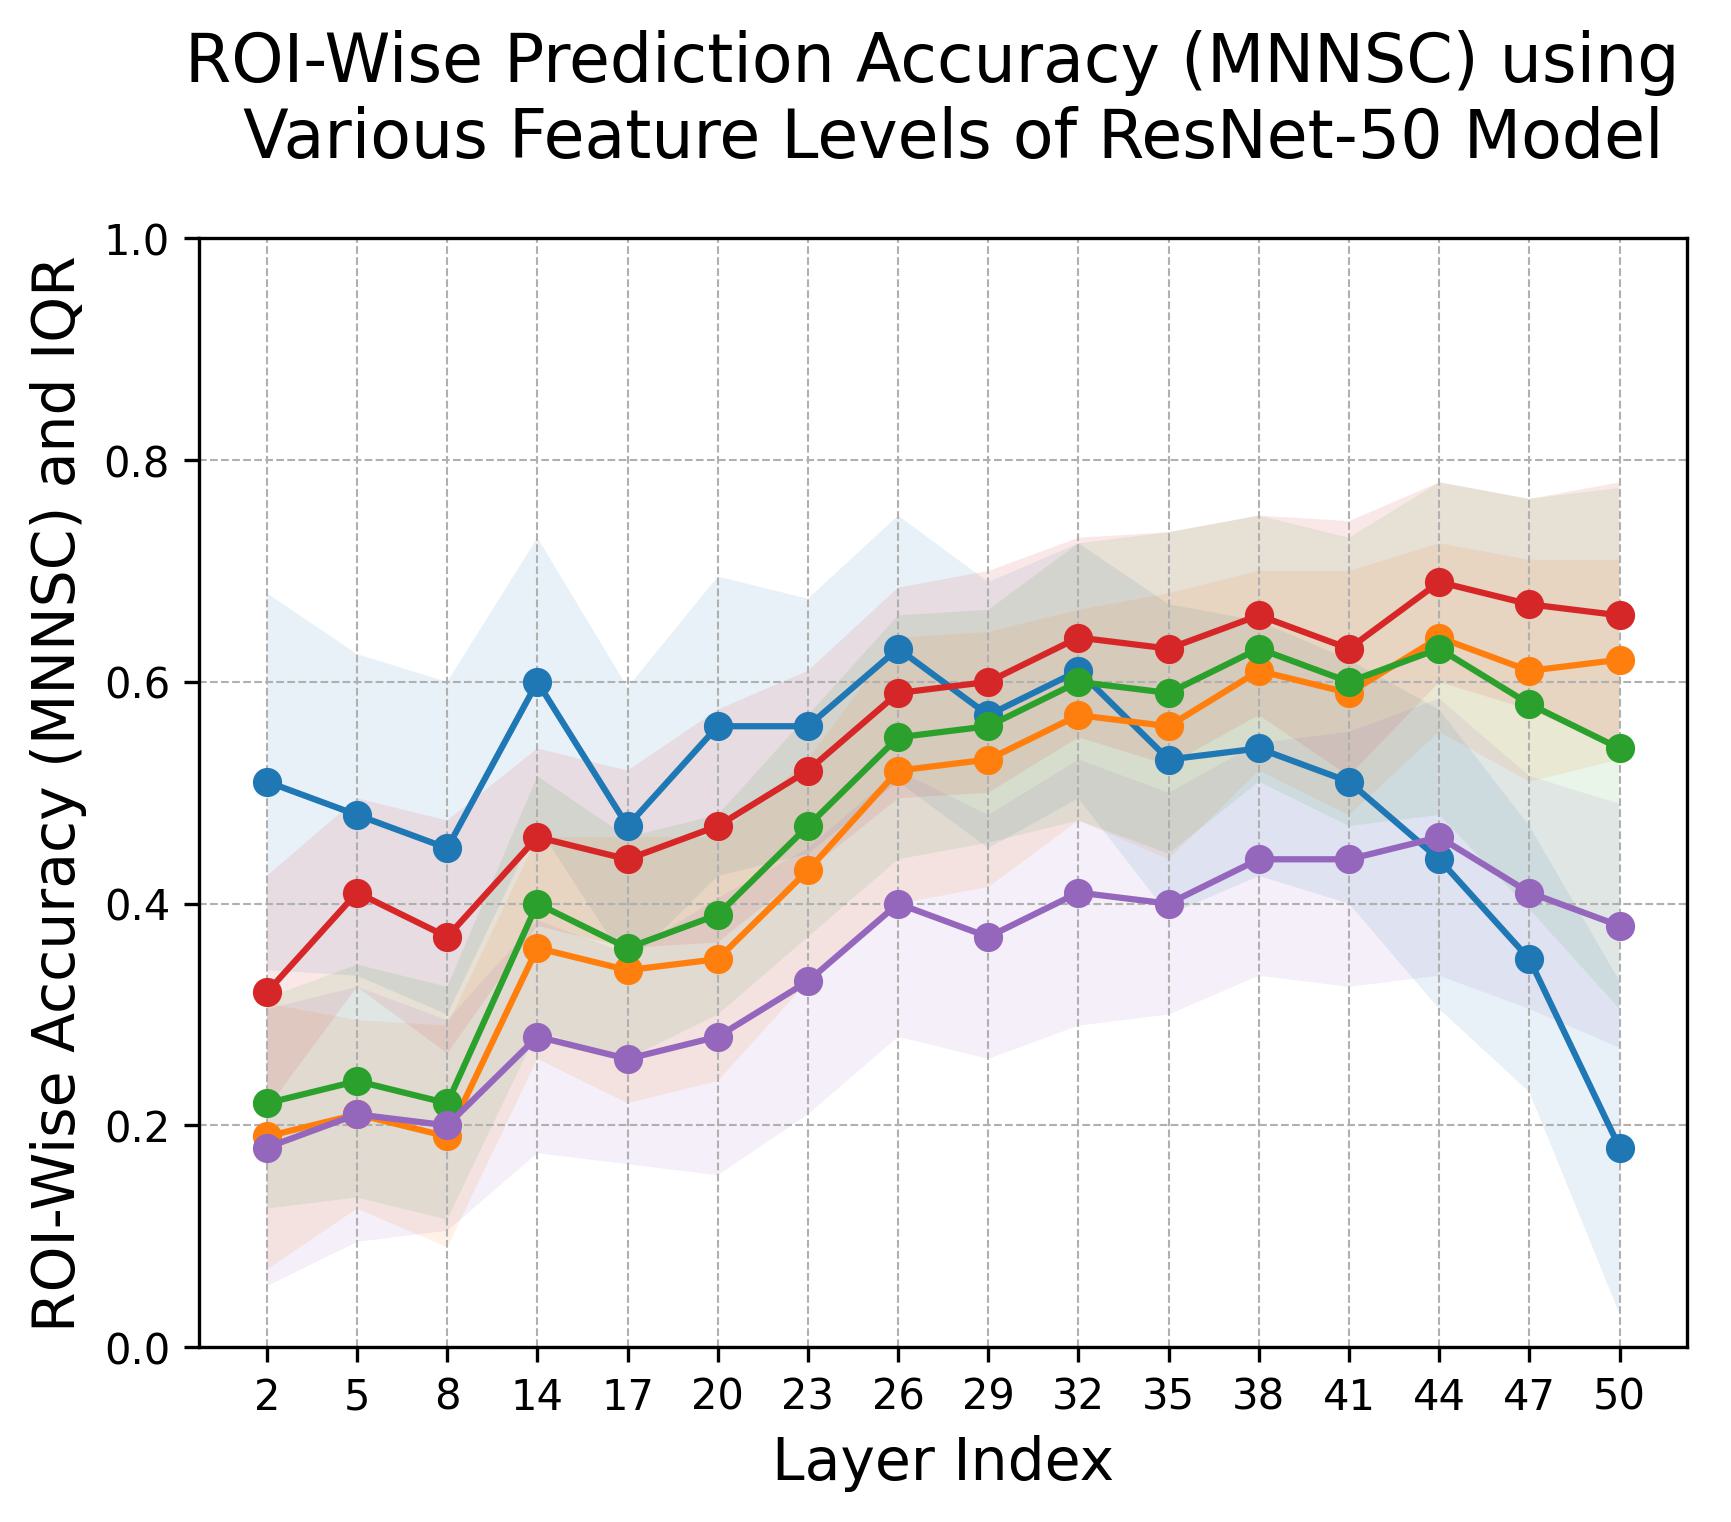 ROI-Wise Prediction Accuracy (MNNSC) using
Various Feature Levels of ResNet-50 Model
ROI-Wise Accuracy (MNNSC) and IQR
1.0
0.8
0.6
0.4
0.2
0.0
2 5 8 14 17 20 23 26 29 32 35 38 41 44 47 50
Layer Index